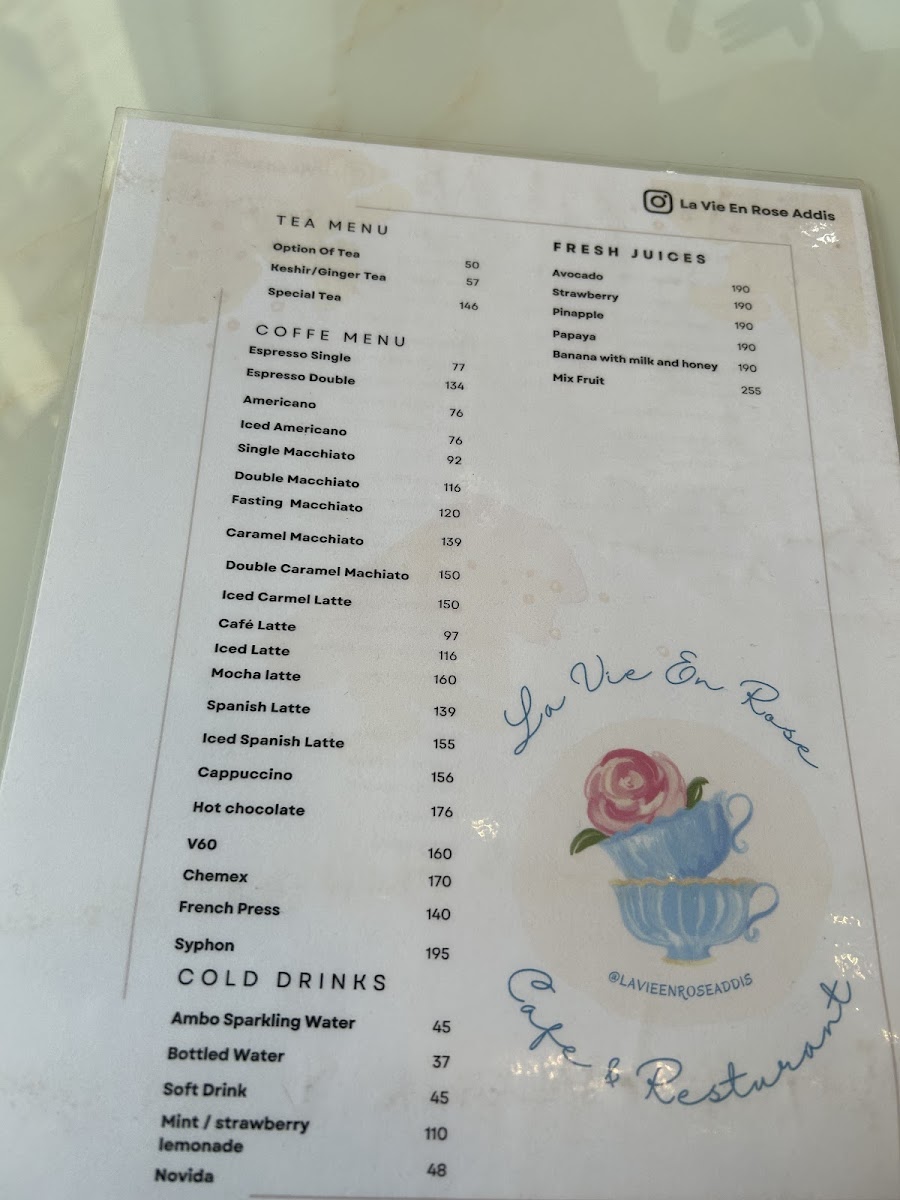 La Vie En Rose Addis
TEA MENU
Option Of Tea 50
Keshir/Ginger Tea 57
Special Tea 146
COFFE MENU
Espresso Single 77
Espresso Double 134
Americano 76
Iced Americano 76
Single Macchiato 92
Double Macchiato 116
Fasting Macchiato 120
Caramel Macchiato 139
Double Caramel Machiato 150
Iced Carmel Latte 150
Café Latte 97
Iced Latte 116
Mocha latte 160
Spanish Latte 139
Iced Spanish Latte 155
Cappuccino 156
Hot chocolate 176
V60 160
Chemex 170
French Press 140
Syphon 195
COLD DRINKS
Ambo Sparkling Water 45
Bottled Water 37
Soft Drink 45
Mint / strawberry 110
lemonade
Novida 48
FRESH JUICES
Avocado 190
Strawberry 190
Pinapple 190
Papaya 190
Banana with milk and honey 190
Mix Fruit 255
La Vie En Rose
@LAVIEENROSEADDIS
Cafe & Resturant